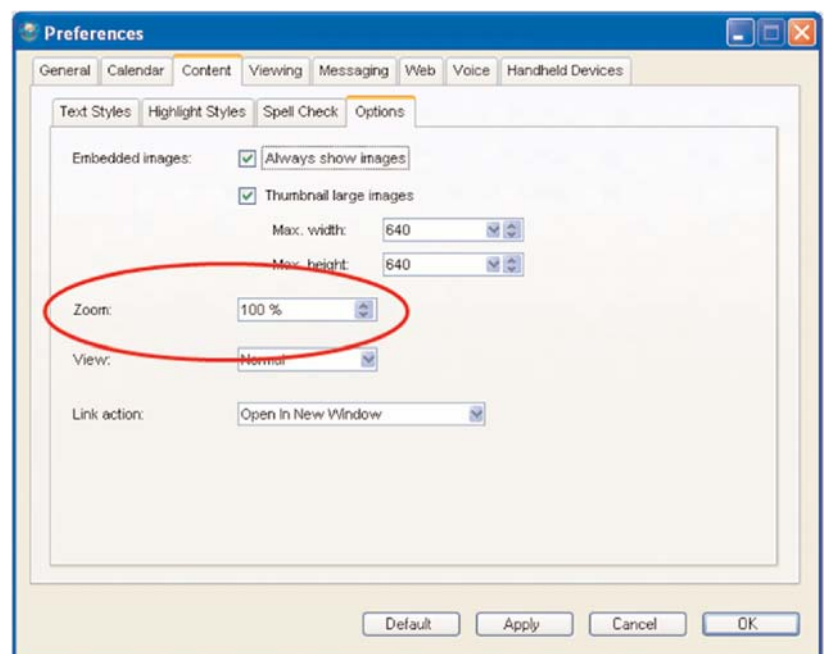 Preferences
General Calendar Content Viewing Messaging Web Voice Handheld Devices
Text Styles Highlight Styles Spell Check Options
Embedded images: Always show images
Thumbnail large images
Max. width: 640
Max. height: 640
Zoom: 100 %
View: Normal
Link action: Open In New Window
Default Apply Cancel OK